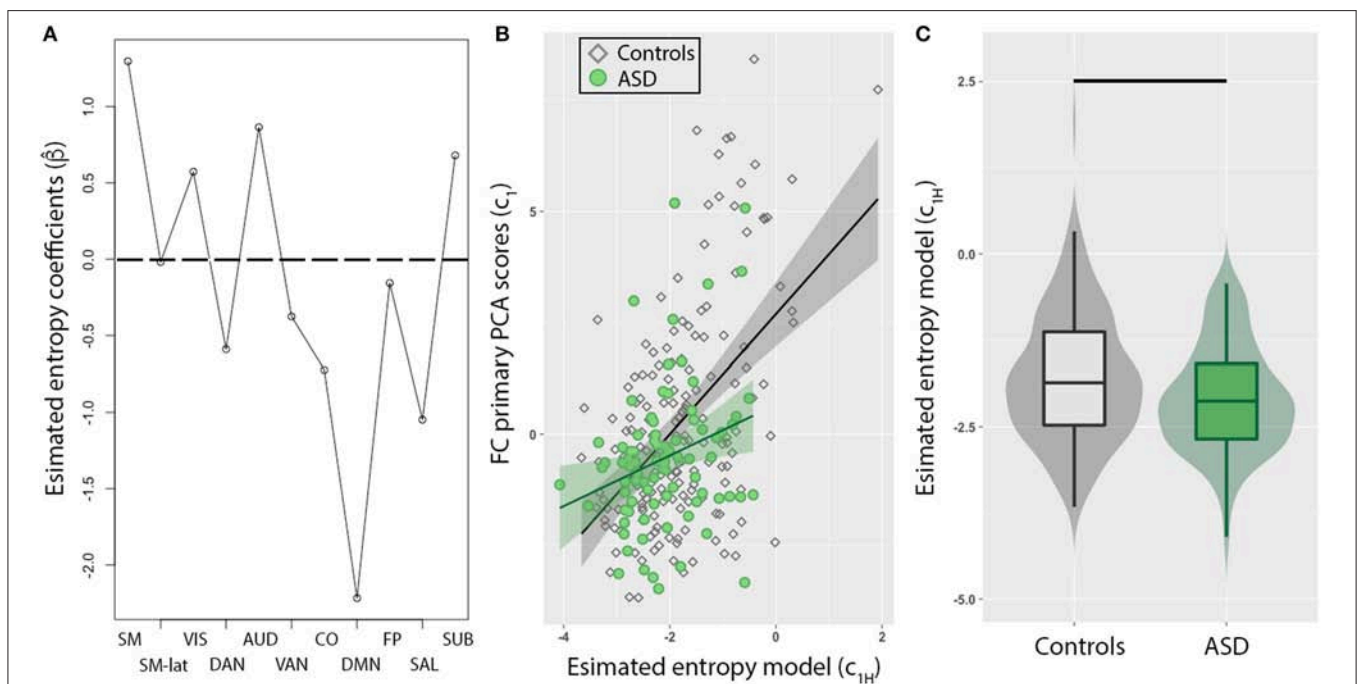 A
Esimated entropy coefficients (β̂)
1.0
0.5
0.0
-0.5
-1.0
-1.5
-2.0
SM
VIS
AUD
CO
FP
SUB
SM-lat
DAN
VAN
DMN
SAL
B
Controls
ASD
FC primary PCA scores (c1)
5
0
-4
-2
0
2
Esimated entropy model (c1H)
C
Esimated entropy model (c1H)
2.5
0.0
-2.5
-5.0
Controls
ASD